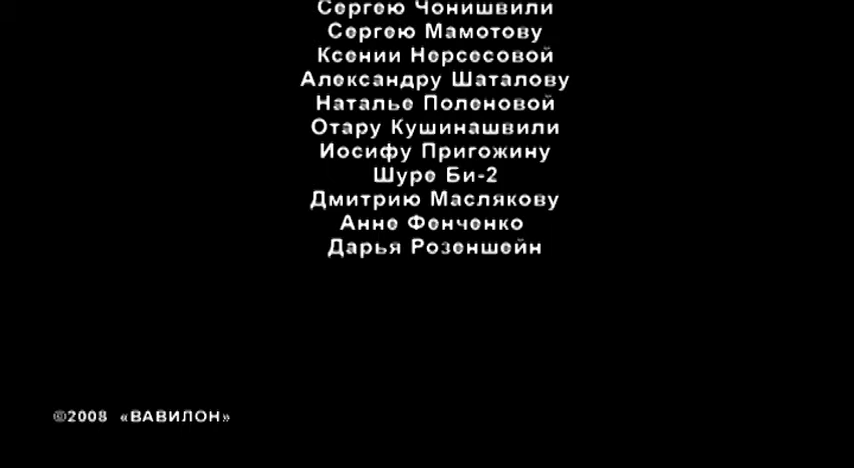 Сергею Чонишвили
Сергею Мамотову
Ксении Нерсесовой
Александру Шаталову
Наталье Поленовой
Отару Кушинашвили
Иосифу Пригожину
Шуре Би-2
Дмитрию Маслякову
Анне Фенченко
Дарья Розеншейн
©2008 «ВАВИЛОН»